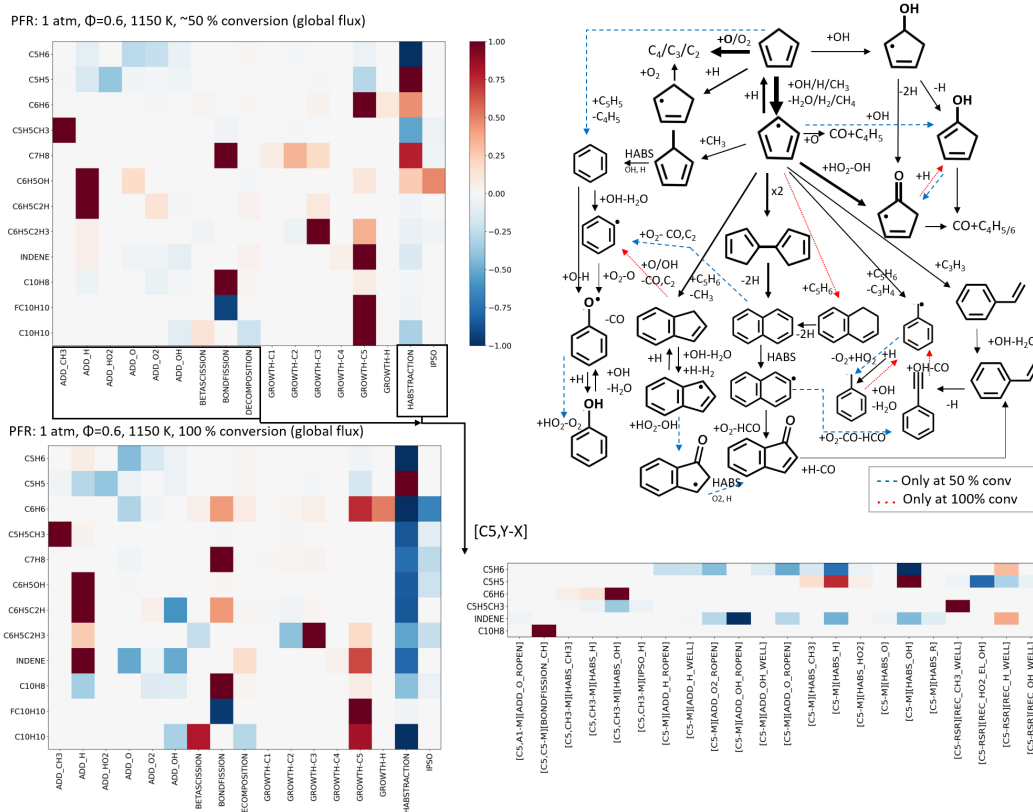 PFR: 1 atm, Φ=0.6, 1150 K, ~50 % conversion (global flux)
C5H6
C5H5
C6H6
C5H5CH3
C7H8
C6H5OH
C6H5C2H
C6H5C2H3
INDENE
C10H8
FC10H10
C10H10
ADD_CH3
ADD_H
ADD_HO2
ADD_O
ADD_O2
ADD_OH
BETASCISSION
BONDFISSION
DECOMPOSITION
GROWTH-C1
GROWTH-C2
GROWTH-C3
GROWTH-C4
GROWTH-C5
GROWTH-H
HABSTRACTION
IPSO
1.00
0.75
0.50
0.25
0.00
-0.25
-0.50
-0.75
-1.00
PFR: 1 atm, Φ=0.6, 1150 K, 100 % conversion (global flux)
C5H6
C5H5
C6H6
C5H5CH3
C7H8
C6H5OH
C6H5C2H
C6H5C2H3
INDENE
C10H8
FC10H10
C10H10
ADD_CH3
ADD_H
ADD_HO2
ADD_O
ADD_O2
ADD_OH
BETASCISSION
BONDFISSION
DECOMPOSITION
GROWTH-C1
GROWTH-C2
GROWTH-C3
GROWTH-C4
GROWTH-C5
GROWTH-H
HABSTRACTION
IPSO
OH
+O/O₂
C₄/C₃/C₂
+OH
+O₂
+H
+H
+OH/H/CH₃
-H₂O/H₂/CH₄
-2H
-H
OH
+C₅H₅
-C₄H₅
+OH
+O
CO+C₄H₅
HABS
OH, H
+CH₃
+HO₂-OH
O
+H
+OH-H₂O
x2
CO+C₄H₅/₆
+O₂- CO,C₂
+O/OH
-CO,C₂
+O-H
+O₂-O
+C₅H₆
-CH₃
-2H
+C₅H₆
+C₅H₆
-C₃H₄
+C₃H₃
O
-CO
-2H
+H
+OH-H₂O
+H-H₂
HABS
-O₂+HO₂
+H
+OH-CO
+OH-H₂O
+H
+OH
-H₂O
+OH
-H₂O
-H
OH
+HO₂-O₂
+HO₂-OH
+O₂-HCO
+O₂-CO-HCO
O
O
HABS
O2, H
+H-CO
Only at 50 % conv
Only at 100% conv
[C5,Y-X]
C5H6
C5H5
C6H6
C5H5CH3
INDENE
C10H8
[C5,A1-M][ADD_O_ROPEN]
[C5,C5-M][BONDFISSION_CH]
[C5,CH3-M][HABS_CH3]
[C5,CH3-M][HABS_H]
[C5,CH3-M][HABS_OH]
[C5,CH3-M][IPSO_H]
[C5-M][ADD_H_ROPEN]
[C5-M][ADD_H_WELL]
[C5-M][ADD_O2_ROPEN]
[C5-M][ADD_OH_ROPEN]
[C5-M][ADD_OH_WELL]
[C5-M][ADD_O_ROPEN]
[C5-M][HABS_CH3]
[C5-M][HABS_H]
[C5-M][HABS_HO2]
[C5-M][HABS_O]
[C5-M][HABS_OH]
[C5-M][HABS_R]
[C5-RSR][REC_CH3_WELL]
[C5-RSR][REC_HO2_EL_OH]
[C5-RSR][REC_H_WELL]
[C5-RSR][REC_OH_WELL]